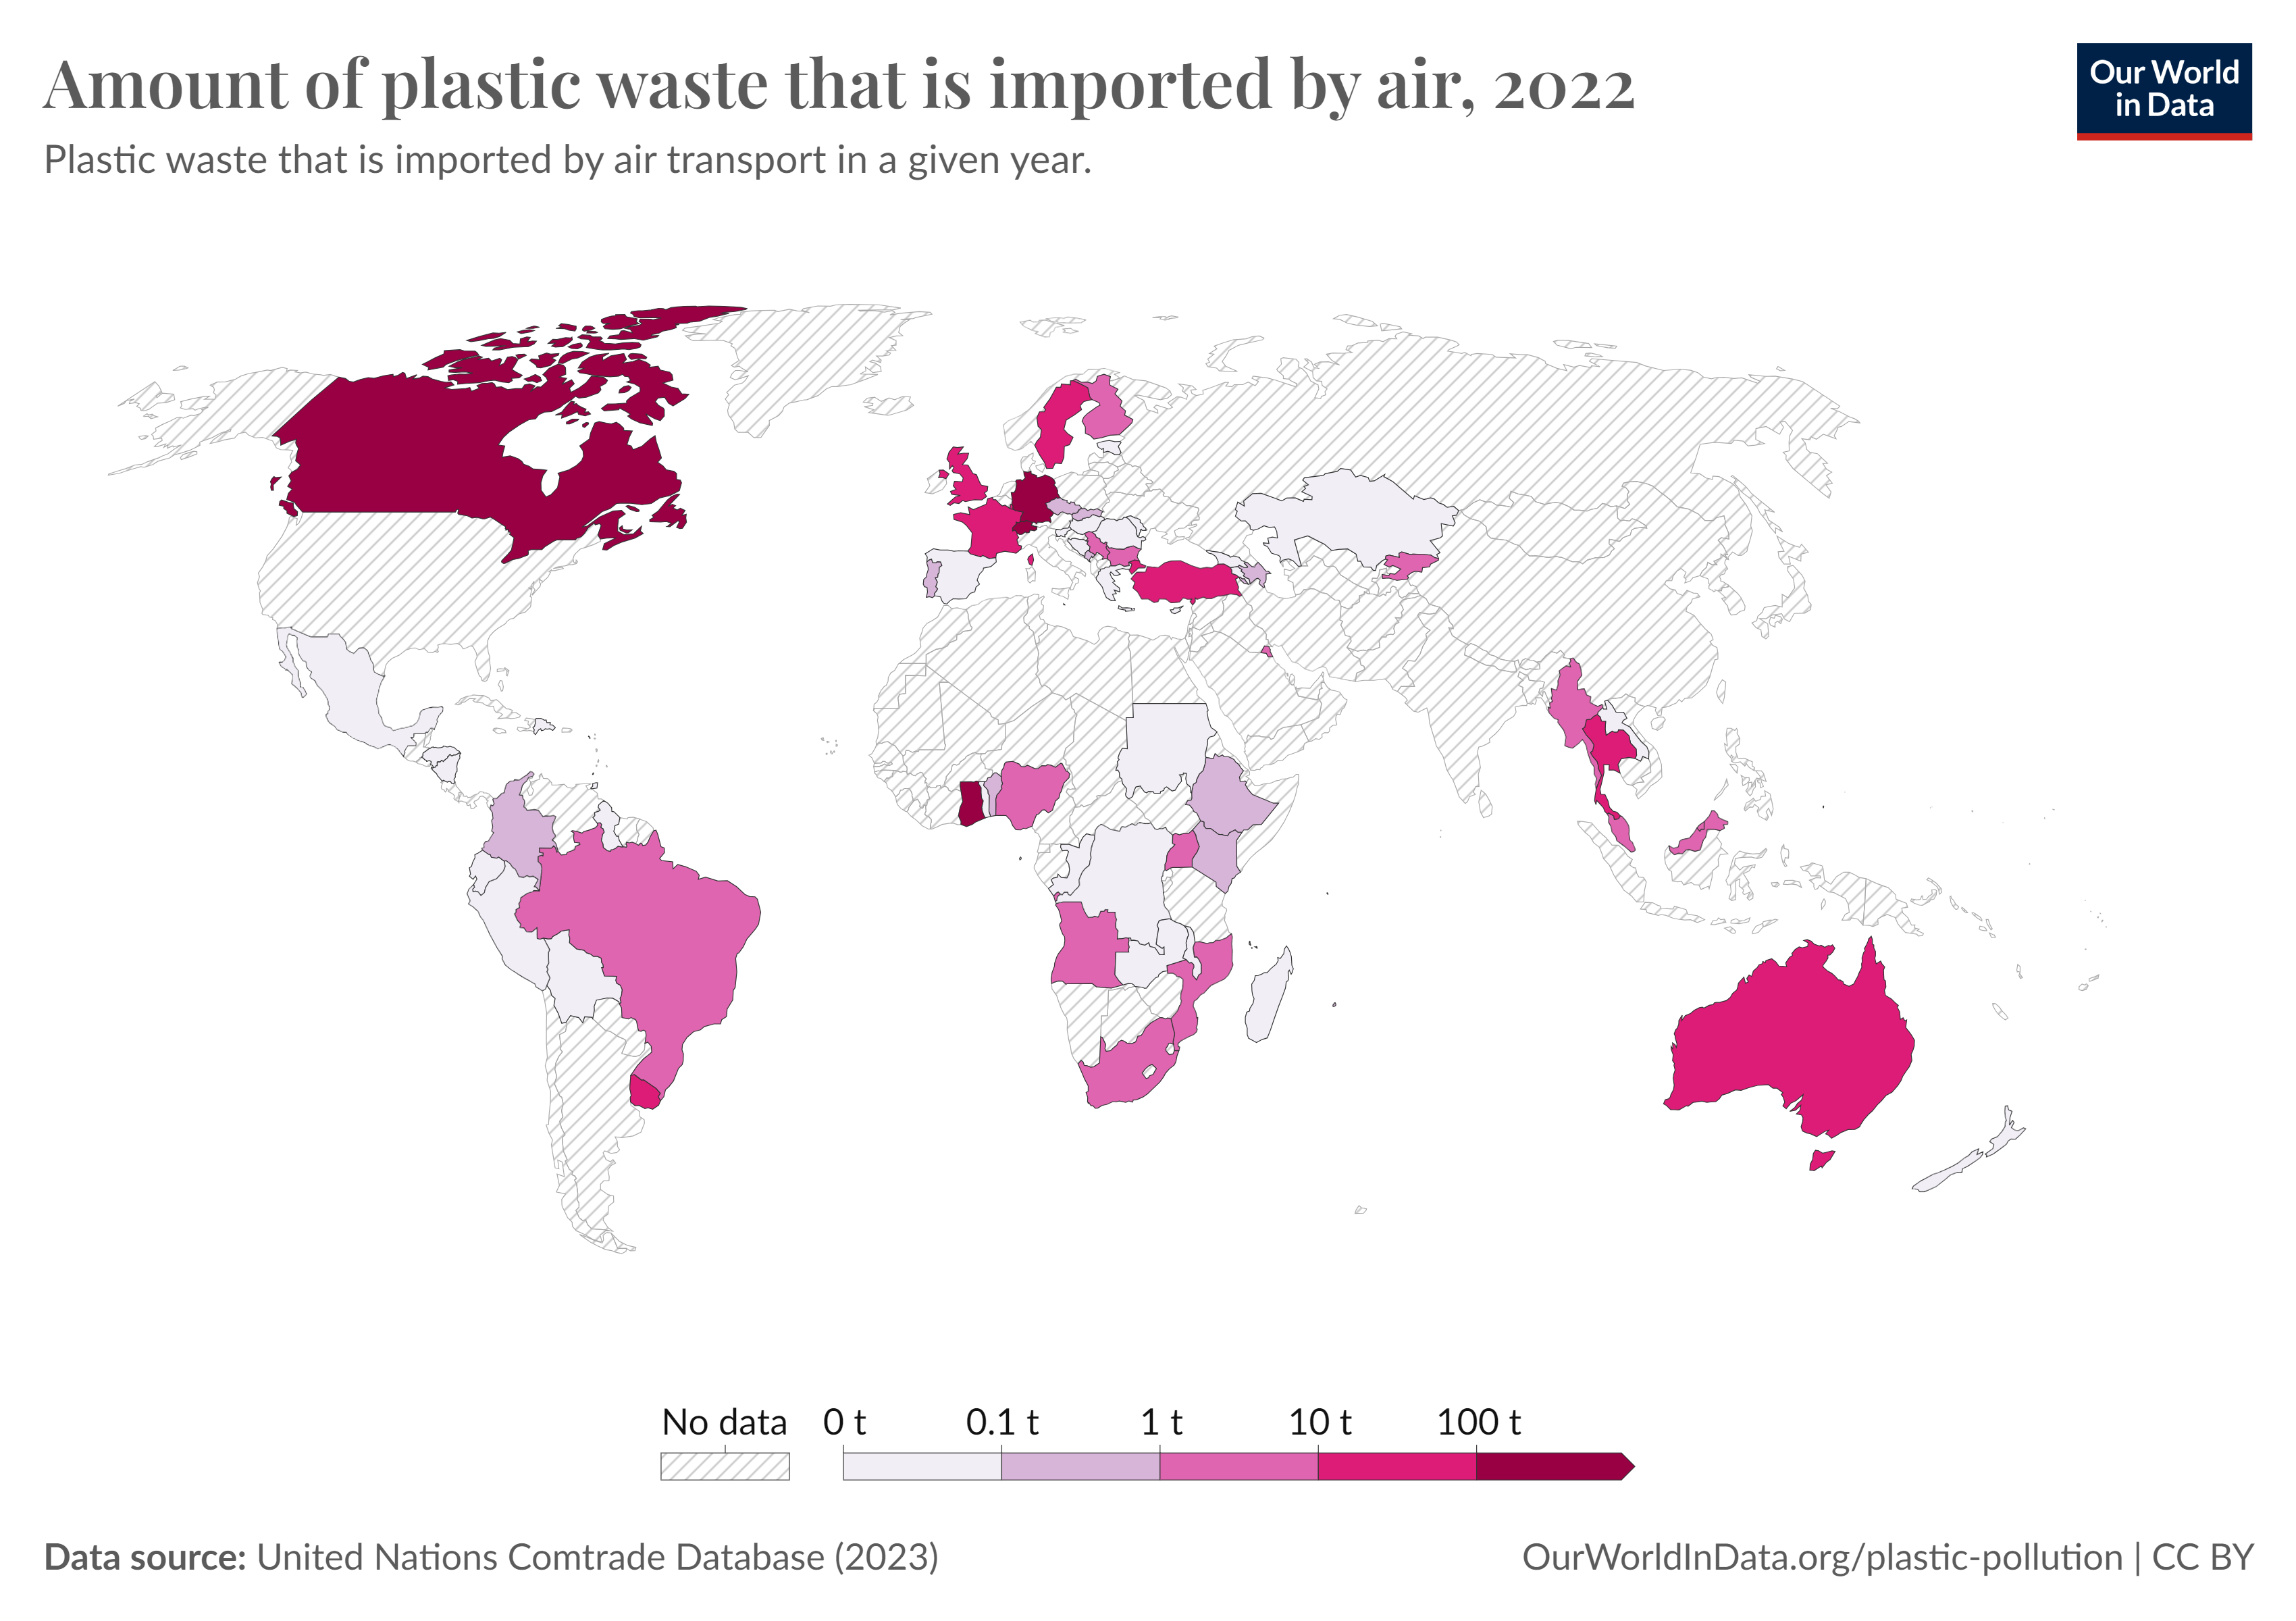 Amount of plastic waste that is imported by air, 2022
Plastic waste that is imported by air transport in a given year.
Our World
in Data
No data
0 t
0.1 t
1 t
10 t
100 t
Data source: United Nations Comtrade Database (2023)
OurWorldInData.org/plastic-pollution | CC BY